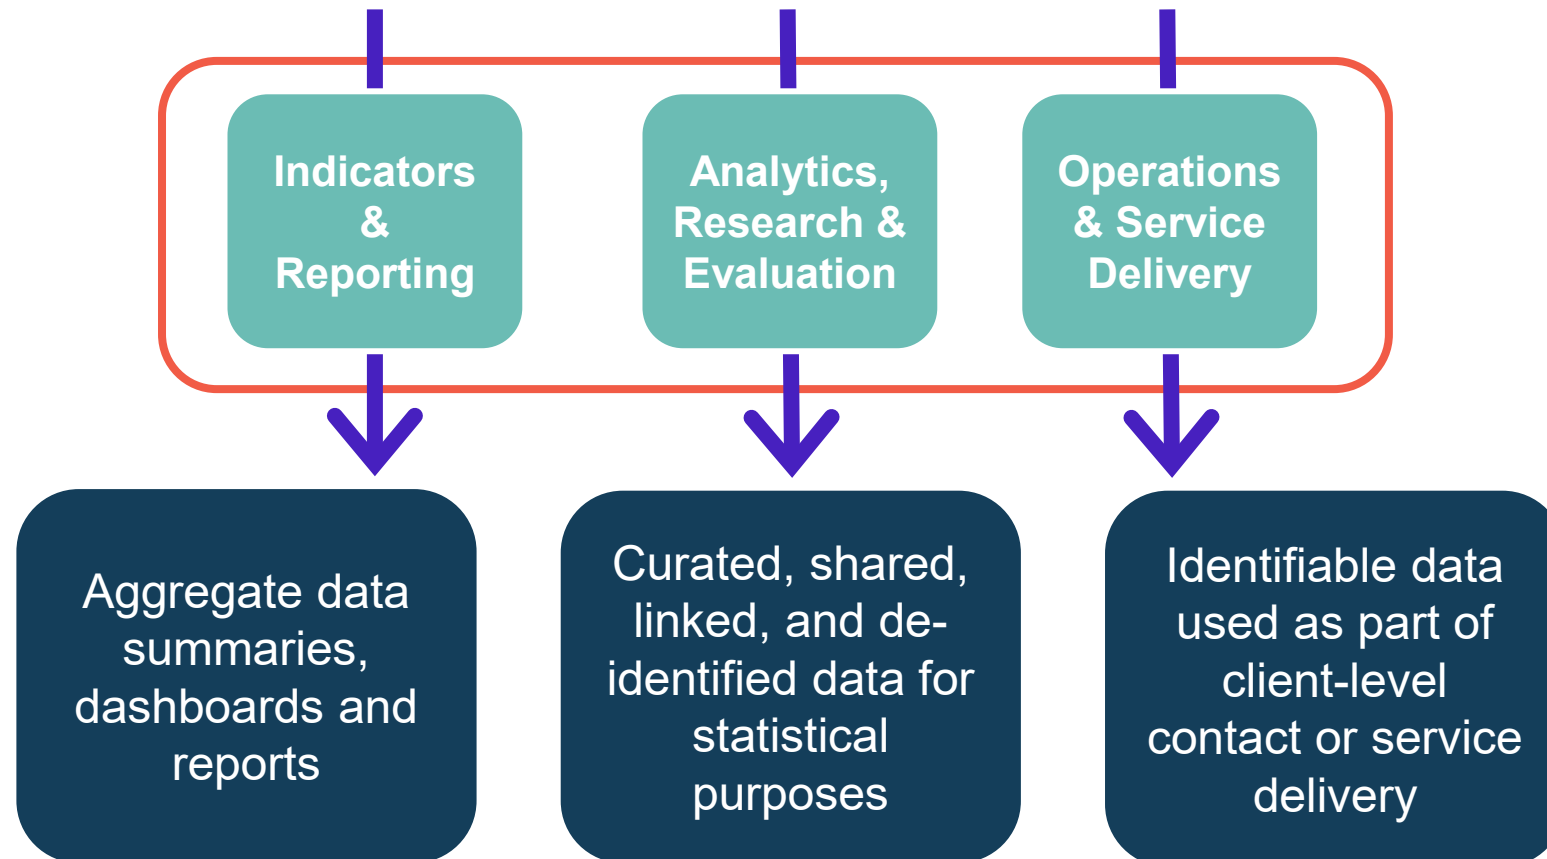 Indicators
&
Reporting
Analytics,
Research &
Evaluation
Operations
& Service
Delivery
Aggregate data
summaries,
dashboards and
reports
Curated, shared,
linked, and de-
identified data for
statistical
purposes
Identifiable data
used as part of
client-level
contact or service
delivery